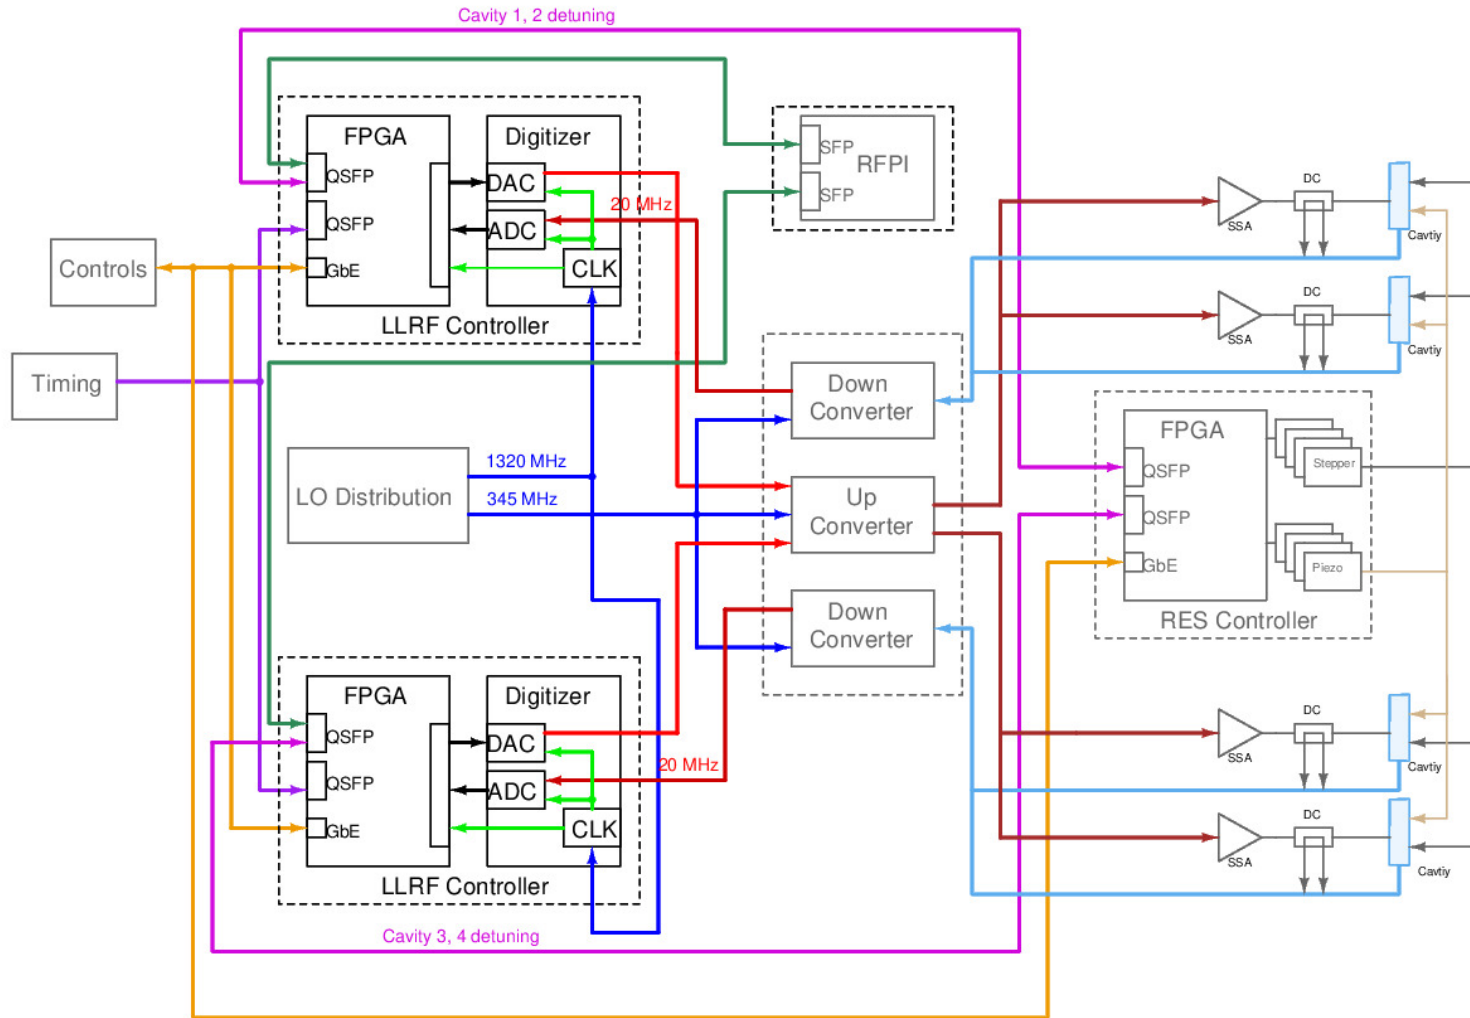 Cavity 1, 2 detuning
FPGA
Digitizer
QSFP
DAC
QSFP
ADC
20 MHz
GbE
CLK
LLRF Controller
SFP
RFPI
SFP
Controls
Timing
DC
SSA
Cavtiy
DC
SSA
Cavtiy
Down
Converter
LO Distribution
1320 MHz
345 MHz
Up
Converter
Down
Converter
FPGA
QSFP
QSFP
GbE
Stepper
Piezo
RES Controller
FPGA
Digitizer
QSFP
DAC
QSFP
ADC
20 MHz
GbE
CLK
LLRF Controller
DC
SSA
Cavtiy
DC
SSA
Cavtiy
Cavity 3, 4 detuning